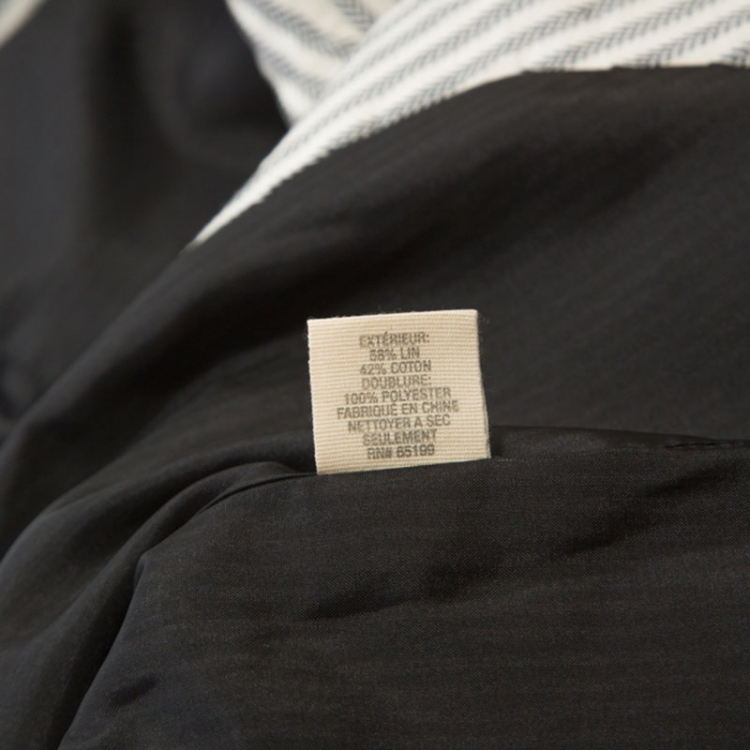 EXTÉRIEUR:
58% LIN
42% COTON
DOUBLURE:
100% POLYESTER
FABRIQUÉ EN CHINE
NETTOYER A SEC
SEULEMENT
RN# 65199